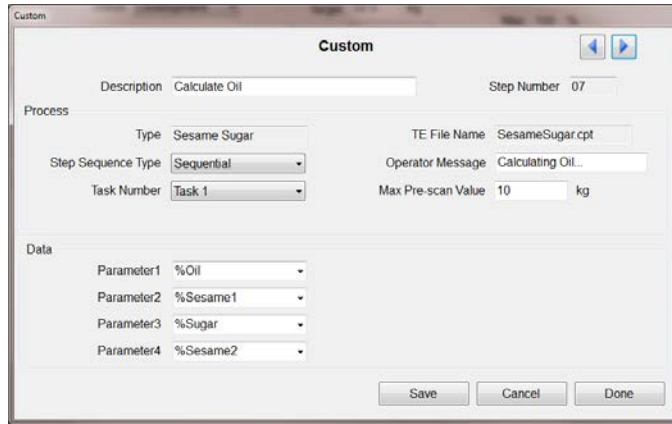 Custom
Custom
Description Calculate Oil Step Number 07
Process
Type Sesame Sugar TE File Name SesameSugar.cpt
Step Sequence Type Sequential Operator Message Calculating Oil...
Task Number Task 1 Max Pre-scan Value 10 kg
Data
Parameter1 %Oil
Parameter2 %Sesame1
Parameter3 %Sugar
Parameter4 %Sesame2
Save Cancel Done